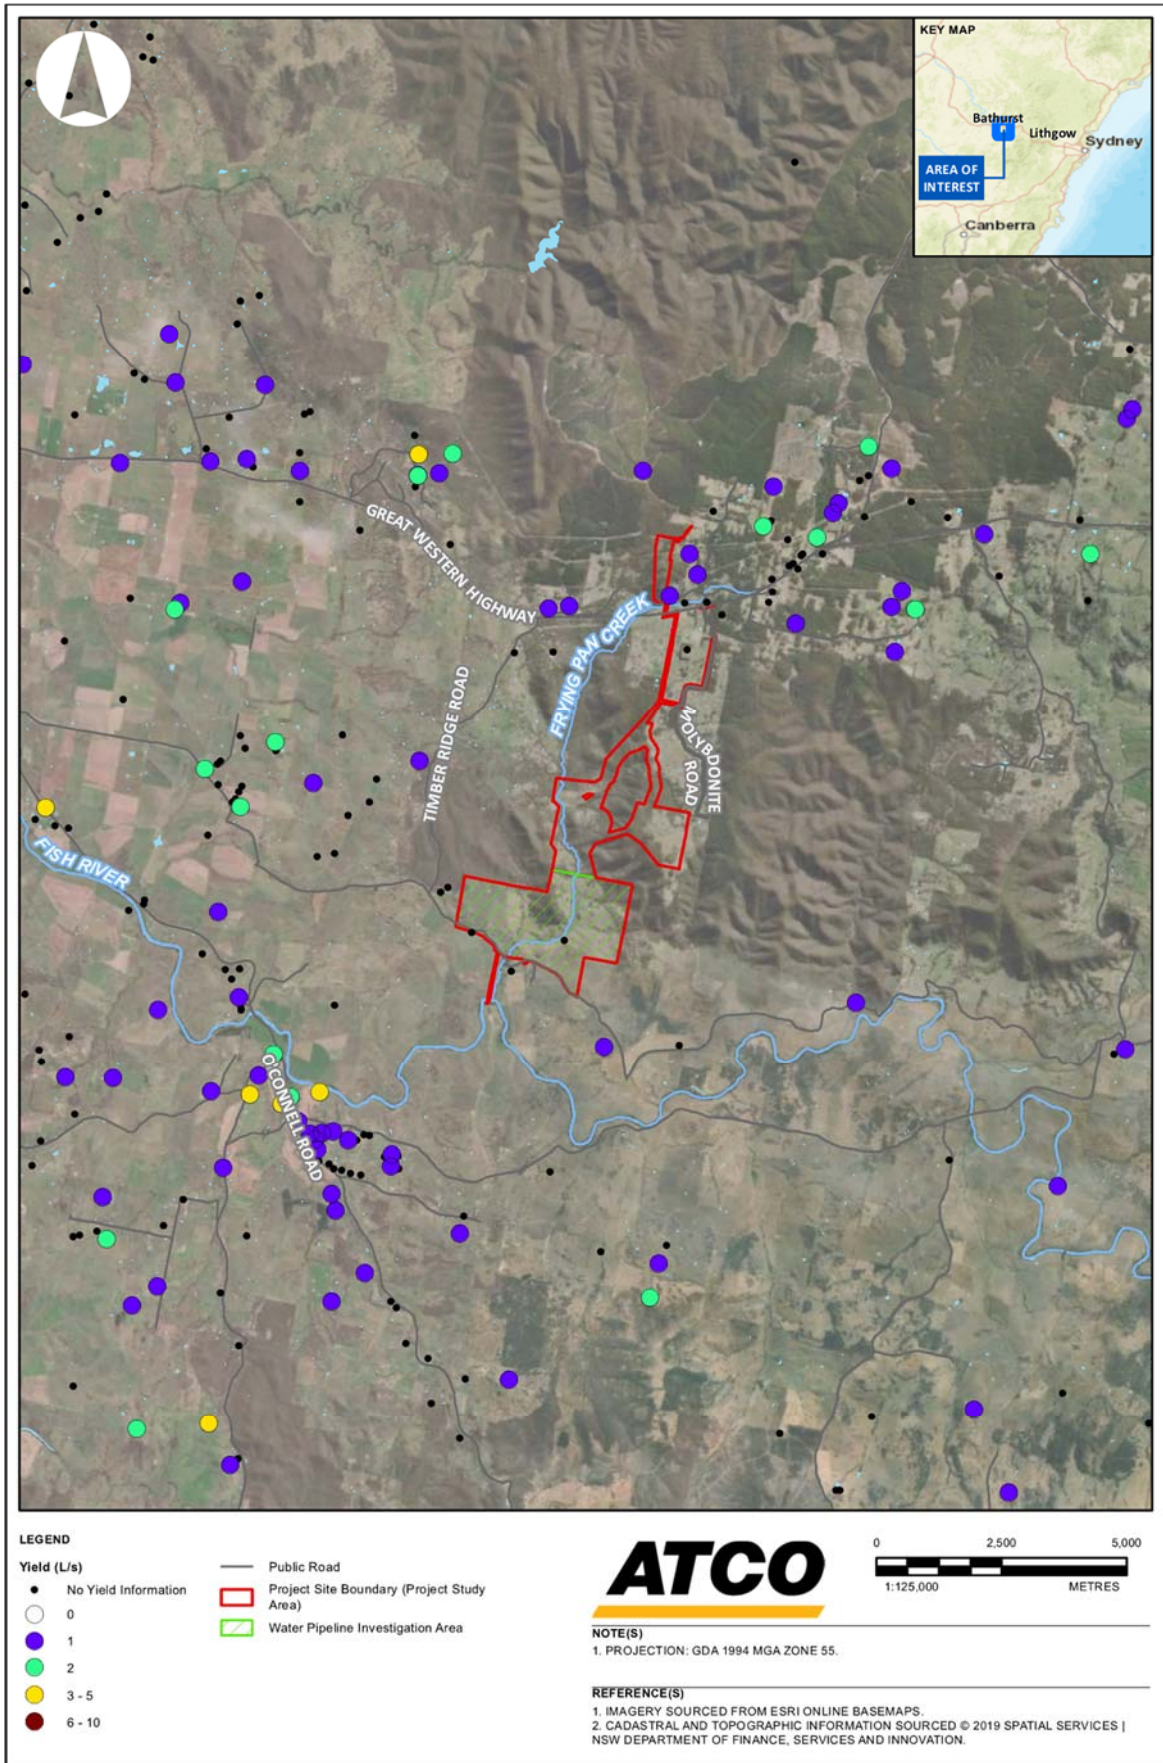 KEY MAP
Bathurst
Lithgow
Sydney
AREA OF
INTEREST
Canberra
GREAT WESTERN HIGHWAY
FRYING PAN CREEK
TIMBER RIDGE ROAD
MOLYBDONITE
ROAD
FISH RIVER
O'CONNELL ROAD
LEGEND
Yield (L/s)
No Yield Information
0
1
2
3 - 5
6 - 10
Public Road
Project Site Boundary (Project Study
Area)
Water Pipeline Investigation Area
ATCO
0 2,500 5,000
1:125,000 METRES
NOTE(S)
1. PROJECTION: GDA 1994 MGA ZONE 55.
REFERENCE(S)
1. IMAGERY SOURCED FROM ESRI ONLINE BASEMAPS.
2. CADASTRAL AND TOPOGRAPHIC INFORMATION SOURCED © 2019 SPATIAL SERVICES |
NSW DEPARTMENT OF FINANCE, SERVICES AND INNOVATION.